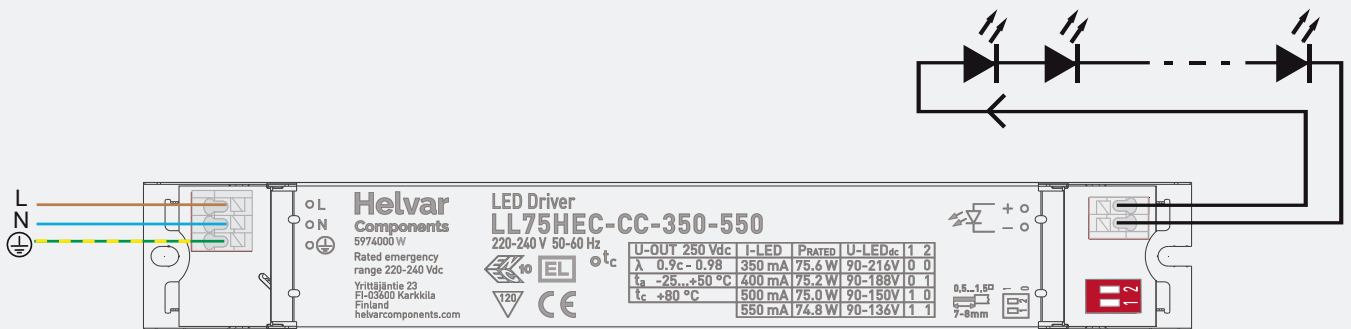 L
N
L
N
Helvar
Components
5974000 W
Rated emergency
range 220-240 Vdc
Yrittäjäntie 23
FI-03600 Karkkila
Finland
helvarcomponents.com
LED Driver
LL75HEC-CC-350-550
220-240 V 50-60 Hz
10
EL
tc
120
CE
U-OUT 250 Vdc I-LED PRATED U-LEDdc 1 2
λ 0.9c - 0.98 350 mA 75.6 W 90-216V 0 0
ta -25...+50 °C 400 mA 75.2 W 90-188V 0 1
tc +80 °C 500 mA 75.0 W 90-150V 1 0
550 mA 74.8 W 90-136V 1 1
+
-
0,5...1,5
7-8mm
1 0
1 2
1 2